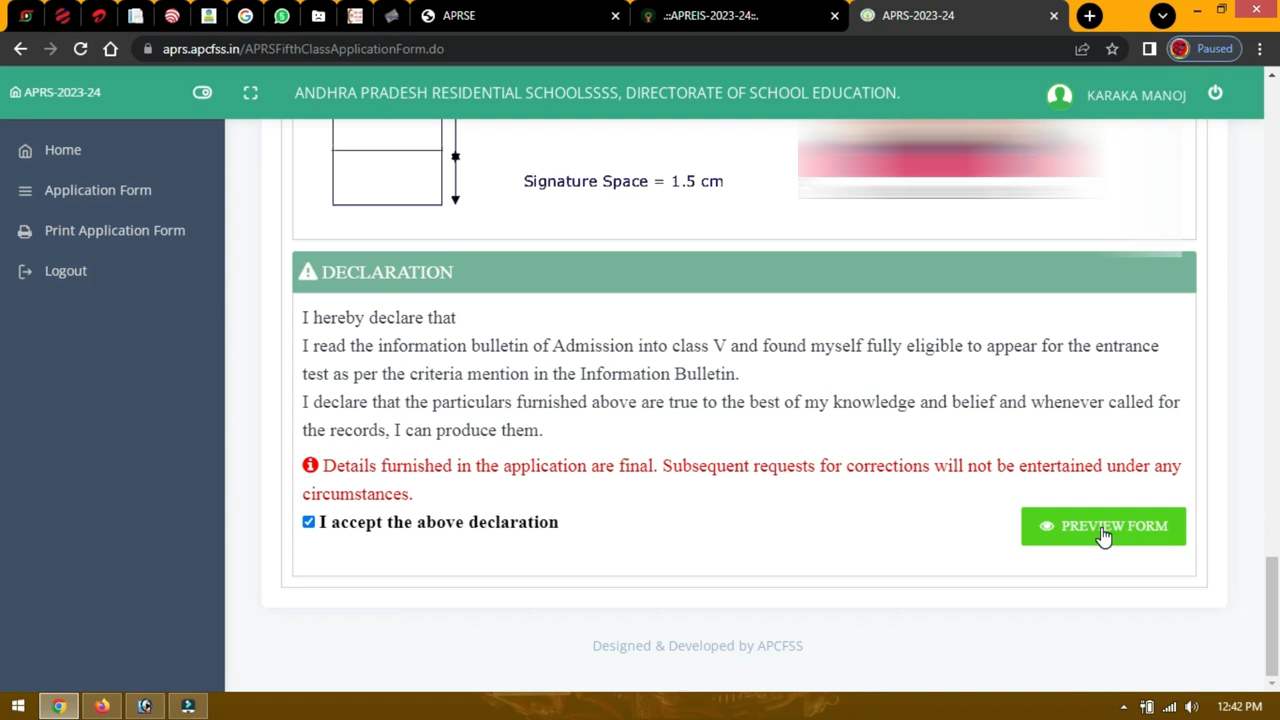 APRSE
.::APREIS-2023-24::.
APRS-2023-24
aprs.apcfss.in/APRSFifthClassApplicationForm.do
Paused
APRS-2023-24
ANDHRA PRADESH RESIDENTIAL SCHOOLSSSS, DIRECTORATE OF SCHOOL EDUCATION.
KARAKA MANOJ
Home
Application Form
Print Application Form
Logout
Signature Space = 1.5 cm
DECLARATION
I hereby declare that
I read the information bulletin of Admission into class V and found myself fully eligible to appear for the entrance
test as per the criteria mention in the Information Bulletin.
I declare that the particulars furnished above are true to the best of my knowledge and belief and whenever called for
the records, I can produce them.
Details furnished in the application are final. Subsequent requests for corrections will not be entertained under any
circumstances.
I accept the above declaration
PREVIEW FORM
Designed & Developed by APCFSS
12:42 PM